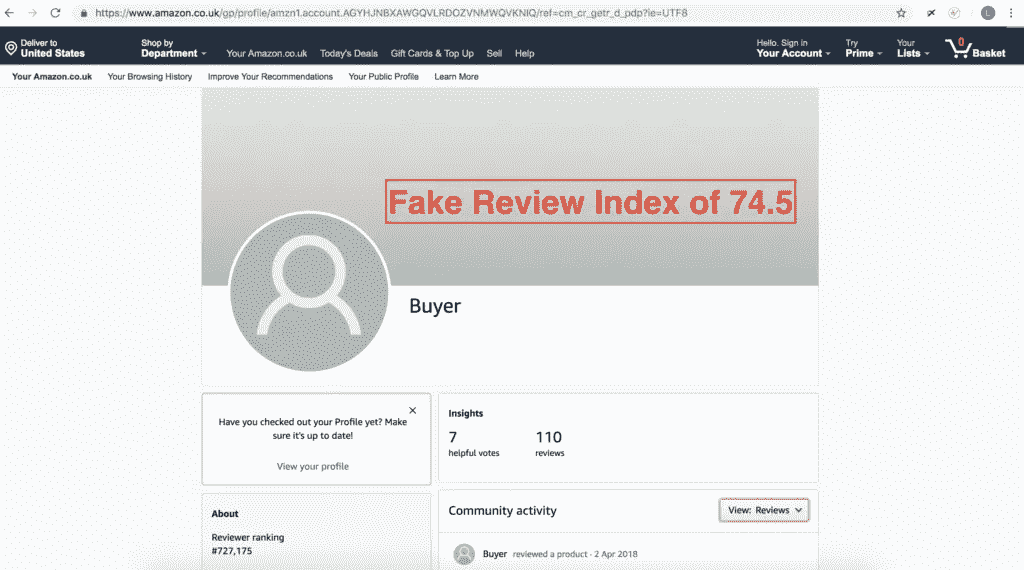 https://www.amazon.co.uk/gp/profile/amzn1.account.AGYHJNBXAWGQVLRDOZVNMWQVKNIQ/ref=cm_cr_getr_d_pdp?ie=UTF8
L
Deliver to
United States
Shop by
Department
Your Amazon.co.uk
Today's Deals
Gift Cards & Top Up
Sell
Help
Hello. Sign in
Your Account
Try
Prime
Your
Lists
0
Basket
Your Amazon.co.uk
Your Browsing History
Improve Your Recommendations
Your Public Profile
Learn More
Fake Review Index of 74.5
Buyer
Have you checked out your Profile yet? Make
sure it's up to date!
View your profile
Insights
7
helpful votes
110
reviews
About
Reviewer ranking
#727,175
Community activity
View: Reviews
Buyer reviewed a product · 2 Apr 2018